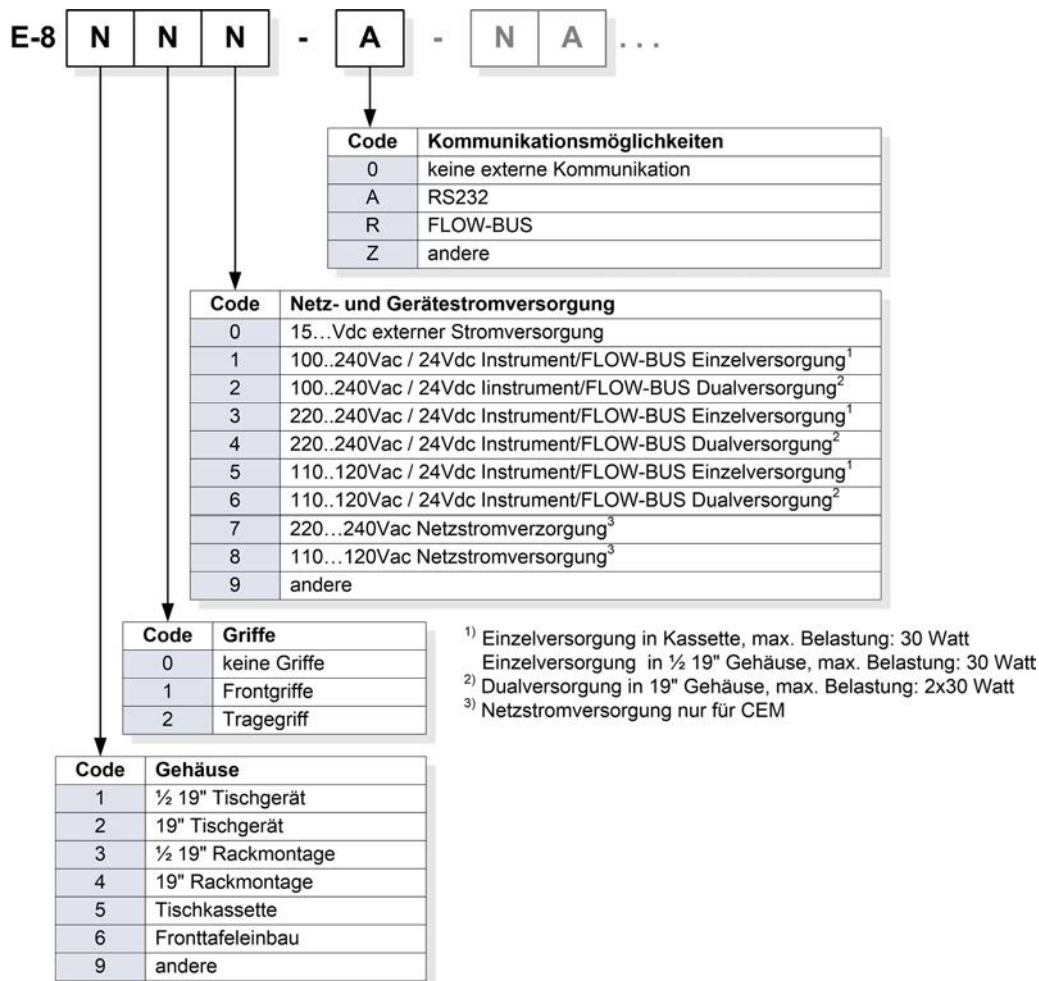 E-8 N N N - A - N A ...
Code Kommunikationsmöglichkeiten
0 keine externe Kommunikation
A RS232
R FLOW-BUS
Z andere
Code Netz- und Gerätestromversorgung
0 15…Vdc externer Stromversorgung
1 100..240Vac / 24Vdc Instrument/FLOW-BUS Einzelversorgung¹
2 100..240Vac / 24Vdc Iinstrument/FLOW-BUS Dualversorgung²
3 220..240Vac / 24Vdc Instrument/FLOW-BUS Einzelversorgung¹
4 220..240Vac / 24Vdc Instrument/FLOW-BUS Dualversorgung²
5 110..120Vac / 24Vdc Instrument/FLOW-BUS Einzelversorgung¹
6 110..120Vac / 24Vdc Instrument/FLOW-BUS Dualversorgung²
7 220…240Vac Netzstromverzorgung³
8 110…120Vac Netzstromversorgung³
9 andere
Code Griffe
0 keine Griffe
1 Frontgriffe
2 Tragegriff
¹⁾ Einzelversorgung in Kassette, max. Belastung: 30 Watt
Einzelversorgung in ½ 19" Gehäuse, max. Belastung: 30 Watt
²⁾ Dualversorgung in 19" Gehäuse, max. Belastung: 2x30 Watt
³⁾ Netzstromversorgung nur für CEM
Code Gehäuse
1 ½ 19" Tischgerät
2 19" Tischgerät
3 ½ 19" Rackmontage
4 19" Rackmontage
5 Tischkassette
6 Fronttafeleinbau
9 andere